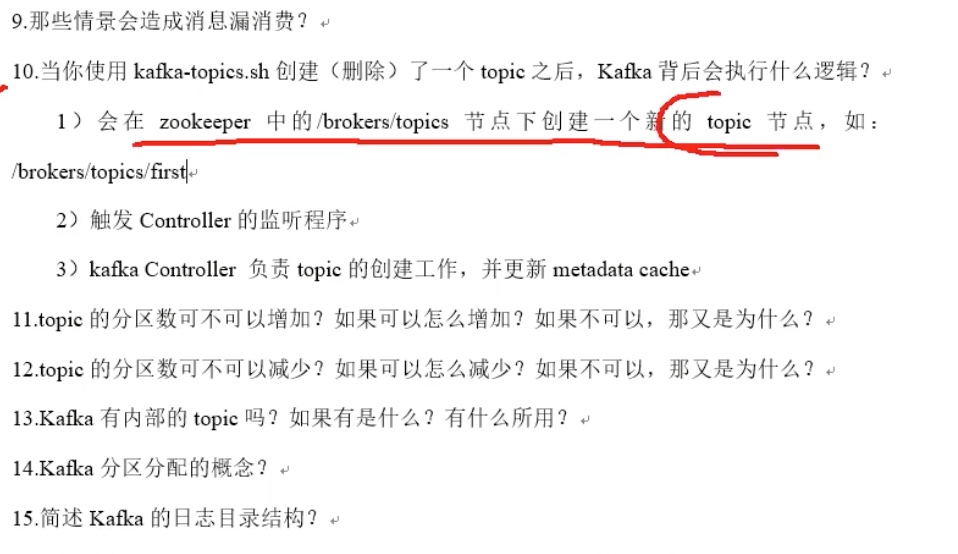 9.那些情景会造成消息漏消费？
10.当你使用 kafka-topics.sh 创建（删除）了一个 topic 之后，Kafka 背后会执行什么逻辑？
1）会在 zookeeper 中的/brokers/topics 节点下创建一个新的 topic 节点，如：
/brokers/topics/first
2）触发 Controller 的监听程序
3）kafka Controller 负责 topic 的创建工作，并更新 metadata cache
11.topic 的分区数可不可以增加？如果可以怎么增加？如果不可以，那又是为什么？
12.topic 的分区数可不可以减少？如果可以怎么减少？如果不可以，那又是为什么？
13.Kafka 有内部的 topic 吗？如果有是什么？有什么所用？
14.Kafka 分区分配的概念？
15.简述 Kafka 的日志目录结构？